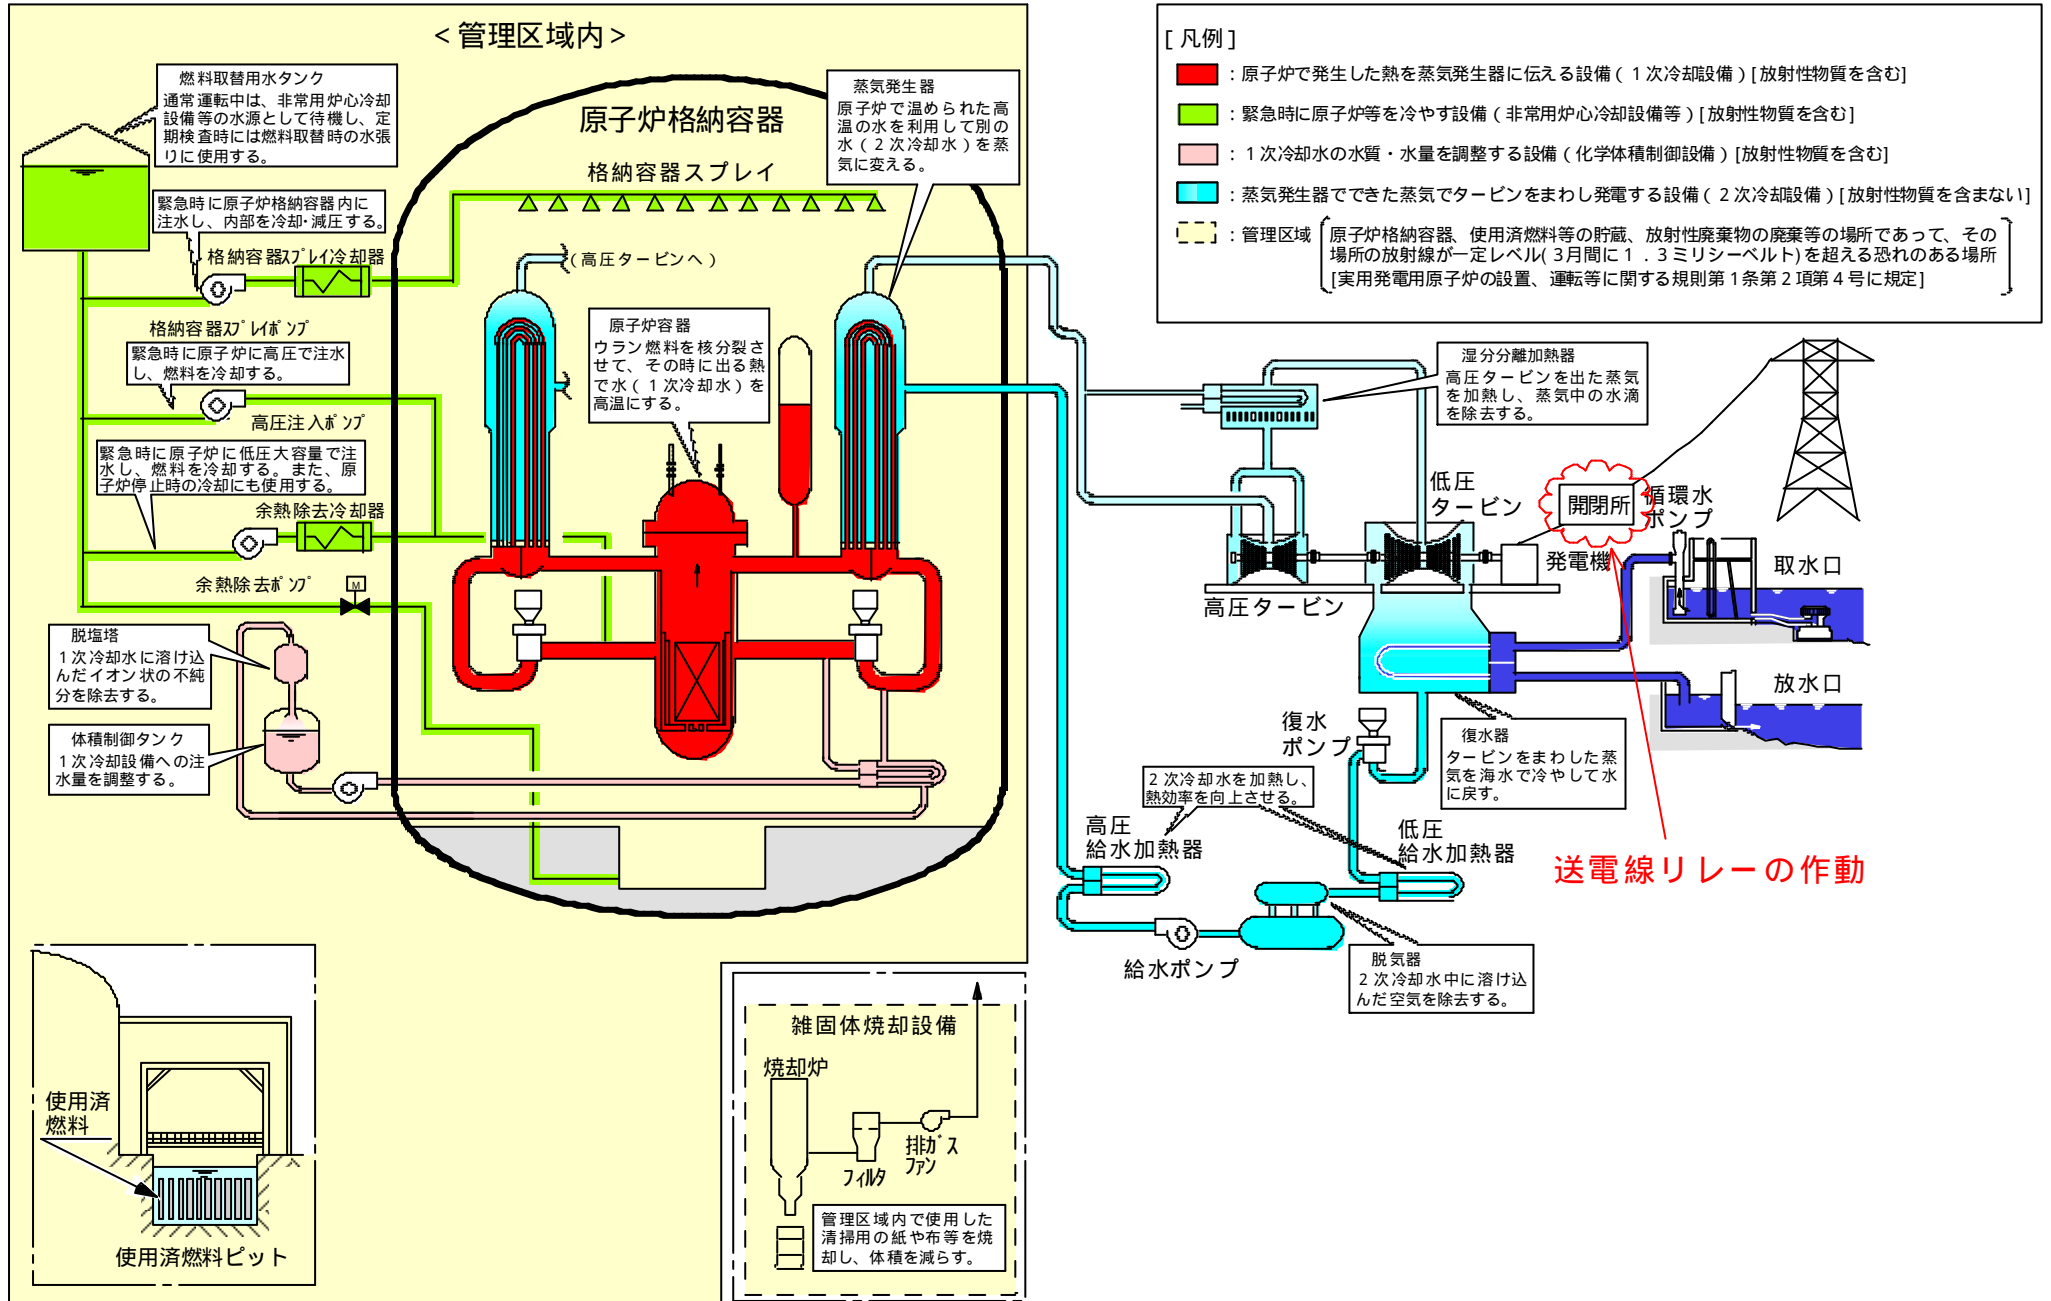 <管理区域内>
燃料取替用水タンク
通常運転中は、非常用炉心冷却
設備等の水源として待機し、定
期検査時には燃料取替時の水張
りに使用する。
緊急時に原子炉格納容器内に
注水し、内部を冷却・減圧する。
格納容器ｽﾌﾟﾚｲ冷却器
格納容器ｽﾌﾟﾚｲﾎﾟﾝﾌﾟ
緊急時に原子炉に高圧で注水
し、燃料を冷却する。
高圧注入ﾎﾟﾝﾌﾟ
緊急時に原子炉に低圧大容量で注
水し、燃料を冷却する。また、原
子炉停止時の冷却にも使用する。
余熱除去冷却器
余熱除去ﾎﾟﾝﾌﾟ
M
脱塩塔
1次冷却水に溶け込
んだイオン状の不純
分を除去する。
体積制御タンク
1次冷却設備への注
水量を調整する。
原子炉格納容器
格納容器スプレイ
(高圧タービンへ)
原子炉容器
ウラン燃料を核分裂さ
せて、その時に出る熱
で水(1次冷却水)を
高温にする。
蒸気発生器
原子炉で温められた高
温の水を利用して別の
水(2次冷却水)を蒸
気に変える。
[凡例]
:原子炉で発生した熱を蒸気発生器に伝える設備(1次冷却設備)[放射性物質を含む]
:緊急時に原子炉等を冷やす設備(非常用炉心冷却設備等)[放射性物質を含む]
:1次冷却水の水質・水量を調整する設備(化学体積制御設備)[放射性物質を含む]
:蒸気発生器でできた蒸気でタービンをまわし発電する設備(2次冷却設備)[放射性物質を含まない]
:管理区域
原子炉格納容器、使用済燃料等の貯蔵、放射性廃棄物の廃棄等の場所であって、その
場所の放射線が一定レベル(3月間に1.3ミリシーベルト)を超える恐れのある場所
[実用発電用原子炉の設置、運転等に関する規則第1条第2項第4号に規定]
湿分分離加熱器
高圧タービンを出た蒸気
を加熱し、蒸気中の水滴
を除去する。
低圧
タービン
開閉所
循環水
ポンプ
発電機
高圧タービン
取水口
放水口
復水
ポンプ
復水器
タービンをまわした蒸
気を海水で冷やして水
に戻す。
2次冷却水を加熱し、
熱効率を向上させる。
高圧
給水加熱器
低圧
給水加熱器
送電線リレーの作動
給水ポンプ
脱気器
2次冷却水中に溶け込
んだ空気を除去する。
使用済
燃料
使用済燃料ピット
雑固体焼却設備
焼却炉
ﾌｨﾙﾀ
排ｶﾞｽ
ﾌｧﾝ
管理区域内で使用した
清掃用の紙や布等を焼
却し、体積を減らす。